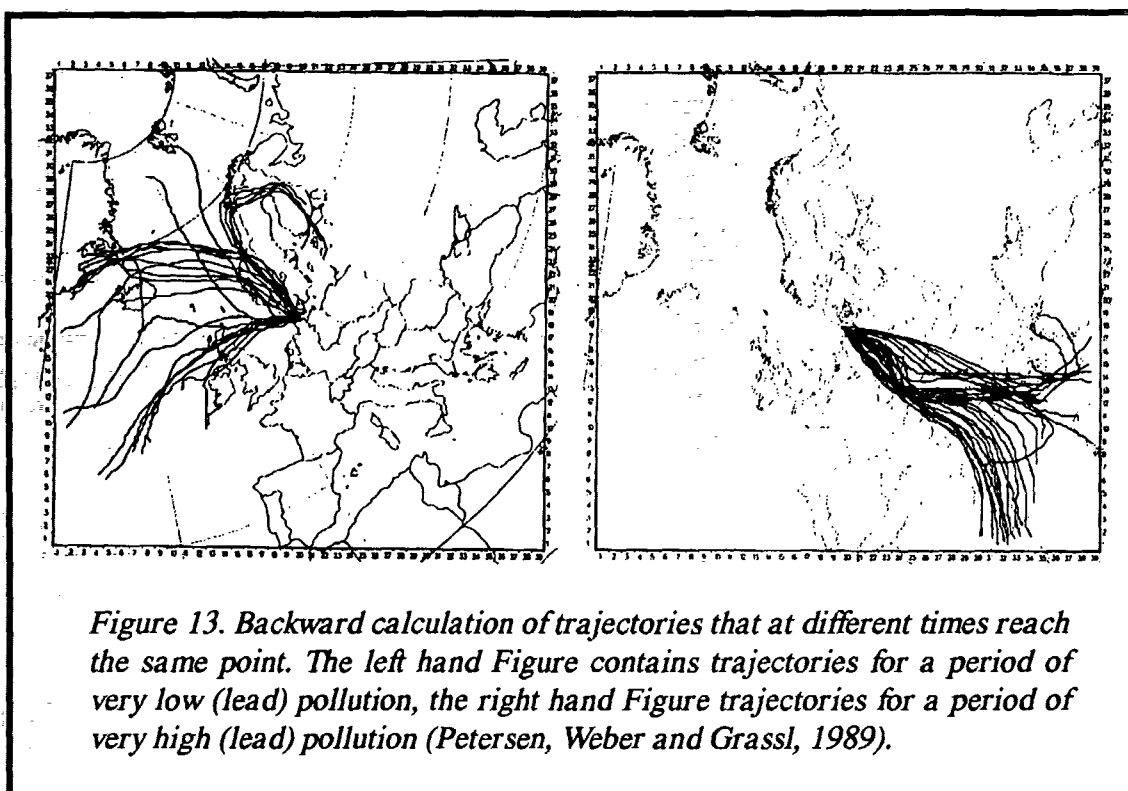 Figure 13. Backward calculation of trajectories that at different times reach
the same point. The left hand Figure contains trajectories for a period of
very low (lead) pollution, the right hand Figure trajectories for a period of
very high (lead) pollution (Petersen, Weber and Grassl, 1989).